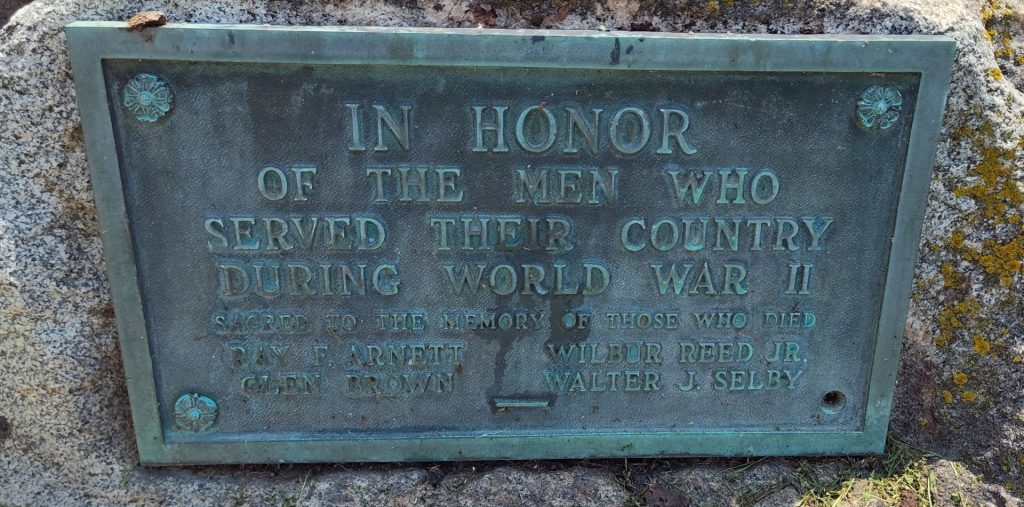 IN HONOR
OF THE MEN WHO
SERVED THEIR COUNTRY
DURING WORLD WAR II
SACRED TO THE MEMORY OF THOSE WHO DIED
RAY F. ARNETT WILBUR REED JR.
GLEN BROWN WALTER J. SELBY